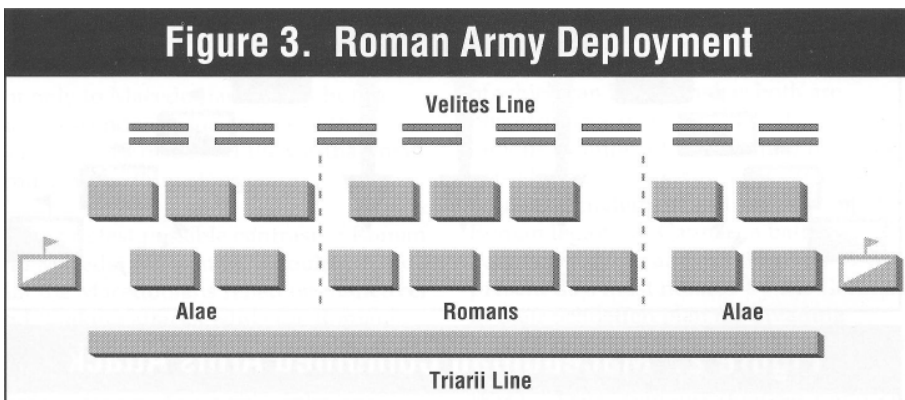 Figure 3. Roman Army Deployment
Velites Line
Alae
Romans
Alae
Triarii Line